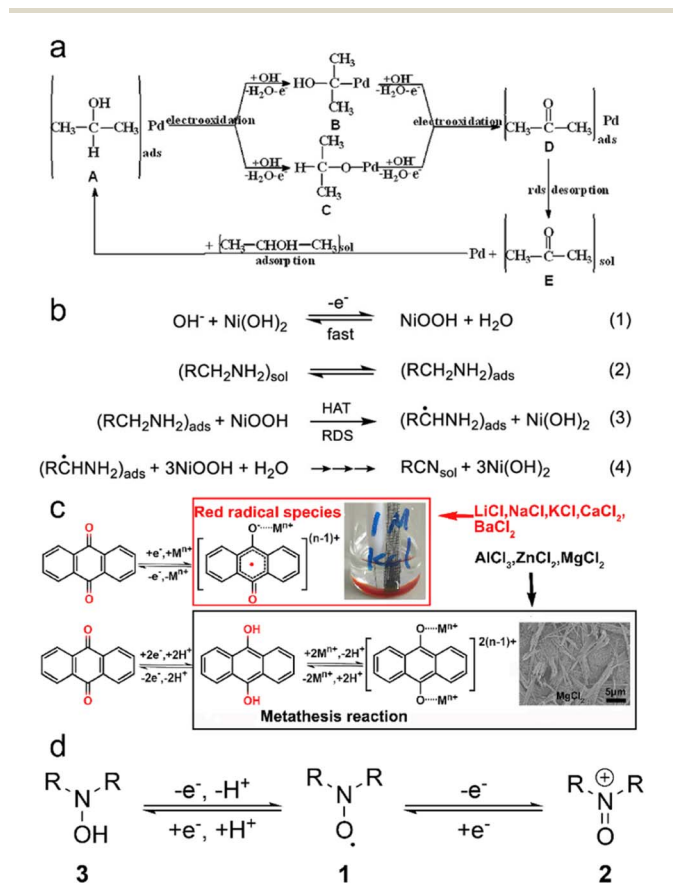 a
OH
CH₃—C—CH₃
H
A
Pd
ads
electrooxidation
+OH⁻
-H₂O-e⁻
CH₃
HO—C—Pd
CH₃
B
+OH⁻
-H₂O-e⁻
+OH⁻
-H₂O-e⁻
CH₃
H—C—O—Pd
CH₃
C
+OH⁻
-H₂O-e⁻
electrooxidation
O
CH₃—C—CH₃
D
Pd
ads
rds desorption
+ (CH₃—CHOH—CH₃)sol
adsorption
Pd +
O
CH₃—C—CH₃
E
sol
b
OH⁻ + Ni(OH)₂ -e⁻ fast NiOOH + H₂O (1)
(RCH₂NH₂)sol (RCH₂NH₂)ads (2)
(RCH₂NH₂)ads + NiOOH HAT RDS (RĊHNH₂)ads + Ni(OH)₂ (3)
(RĊHNH₂)ads + 3NiOOH + H₂O RCNsol + 3Ni(OH)₂ (4)
c
Red radical species
O
O
+e⁻,+Mⁿ⁺
-e⁻,-Mⁿ⁺
O·····Mⁿ⁺
O
(n-1)+
1M
KCl
LiCl,NaCl,KCl,CaCl₂,
BaCl₂
AlCl₃,ZnCl₂,MgCl₂
O
O
+2e⁻,+2H⁺
-2e⁻,-2H⁺
OH
OH
+2Mⁿ⁺,-2H⁺
-2Mⁿ⁺,+2H⁺
O·····Mⁿ⁺
O·····Mⁿ⁺
2(n-1)+
MgCl₂
5μm
Metathesis reaction
d
R R
N
OH
3
-e⁻, -H⁺
+e⁻, +H⁺
R R
N
O·
1
-e⁻
+e⁻
R R
N⊕
O
2